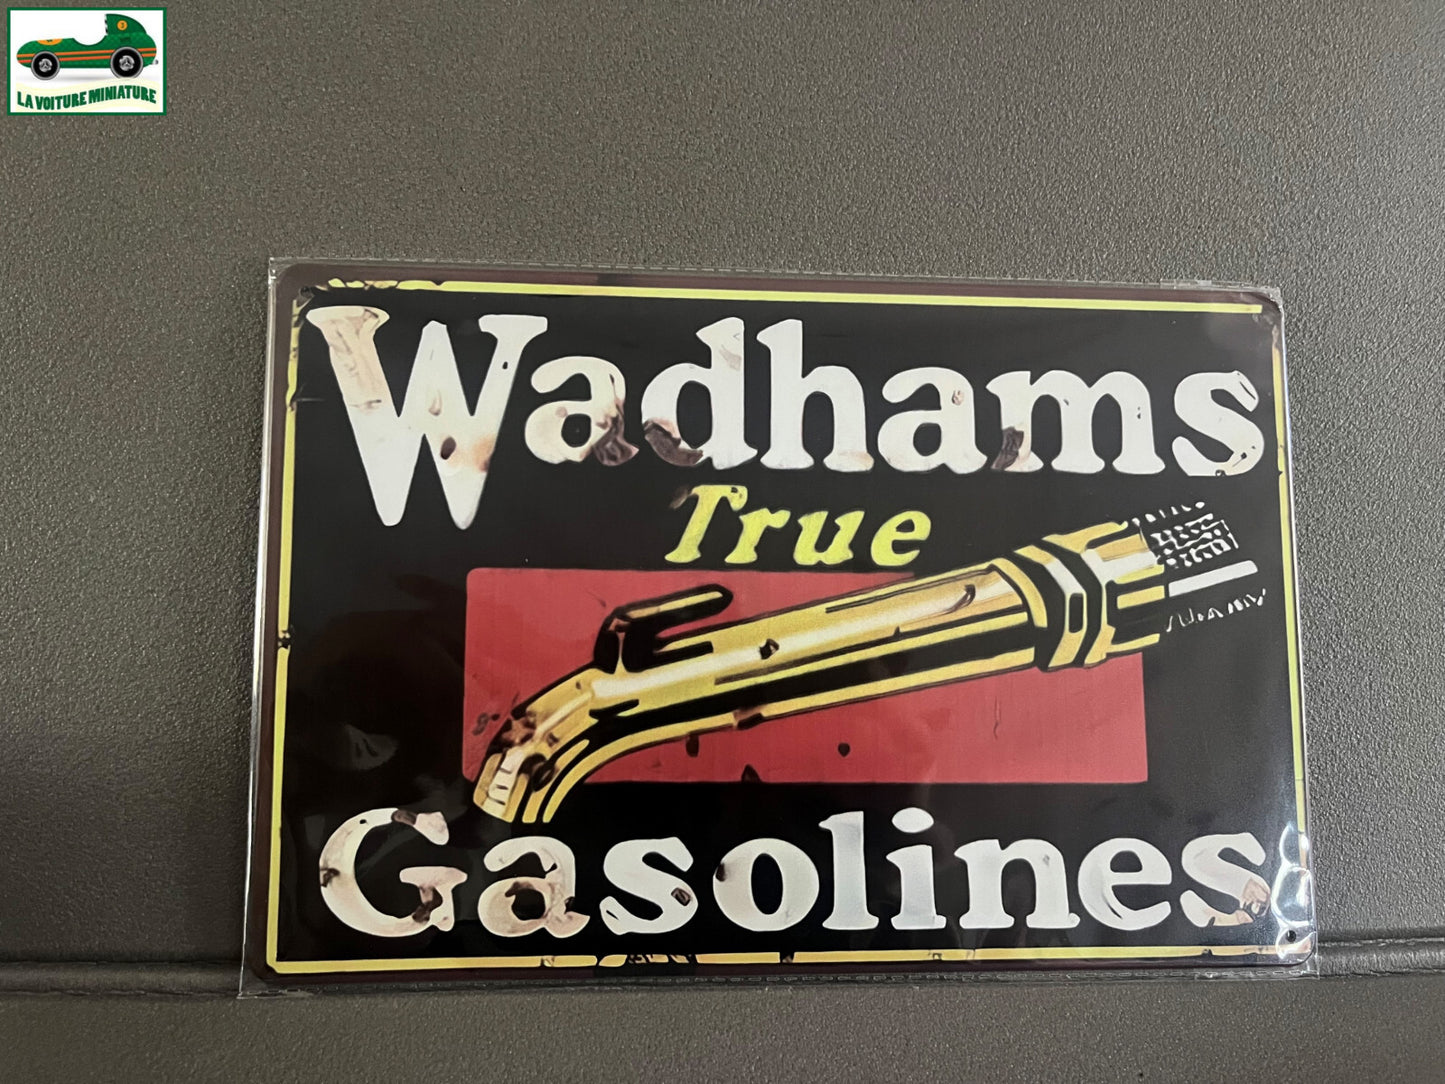 LA VOITURE MINIATURE
Wadhams
True
Gasolines